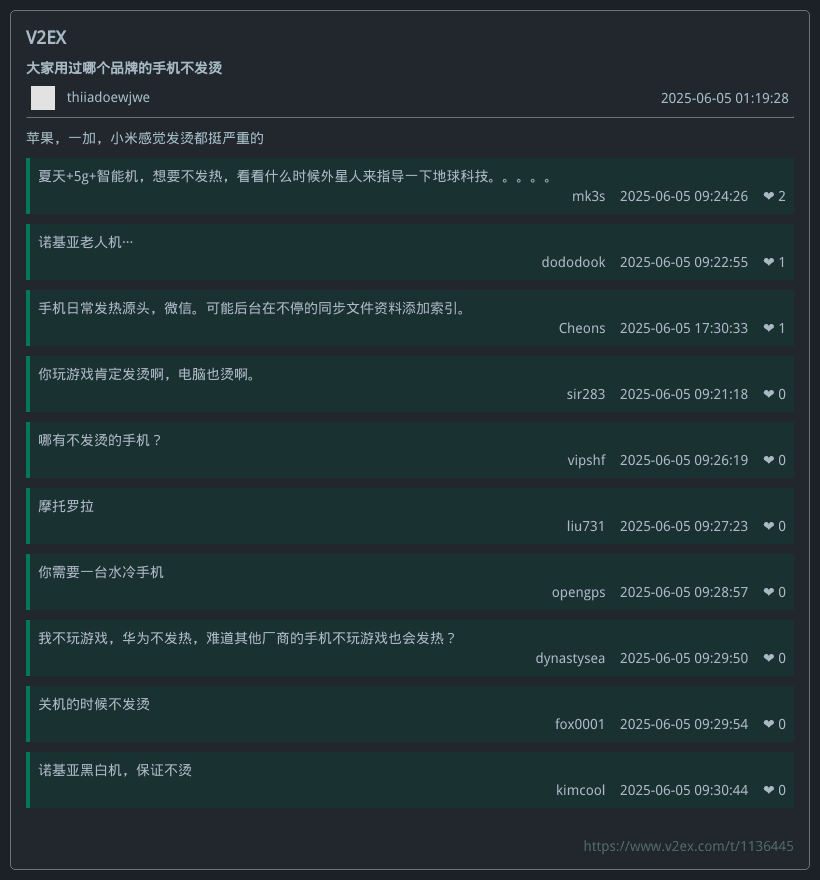 V2EX
大家用过哪个品牌的手机不发烫
thiiadoewjwe 2025-06-05 01:19:28
苹果，一加，小米感觉发烫都挺严重的
夏天+5g+智能机，想要不发热，看看什么时候外星人来指导一下地球科技。。。。。
mk3s 2025-06-05 09:24:26 ❤ 2
诺基亚老人机…
dododook 2025-06-05 09:22:55 ❤ 1
手机日常发热源头，微信。可能后台在不停的同步文件资料添加索引。
Cheons 2025-06-05 17:30:33 ❤ 1
你玩游戏肯定发烫啊，电脑也烫啊。
sir283 2025-06-05 09:21:18 ❤ 0
哪有不发烫的手机？
vipshf 2025-06-05 09:26:19 ❤ 0
摩托罗拉
liu731 2025-06-05 09:27:23 ❤ 0
你需要一台水冷手机
opengps 2025-06-05 09:28:57 ❤ 0
我不玩游戏，华为不发热，难道其他厂商的手机不玩游戏也会发热？
dynastysea 2025-06-05 09:29:50 ❤ 0
关机的时候不发烫
fox0001 2025-06-05 09:29:54 ❤ 0
诺基亚黑白机，保证不烫
kimcool 2025-06-05 09:30:44 ❤ 0
https://www.v2ex.com/t/1136445